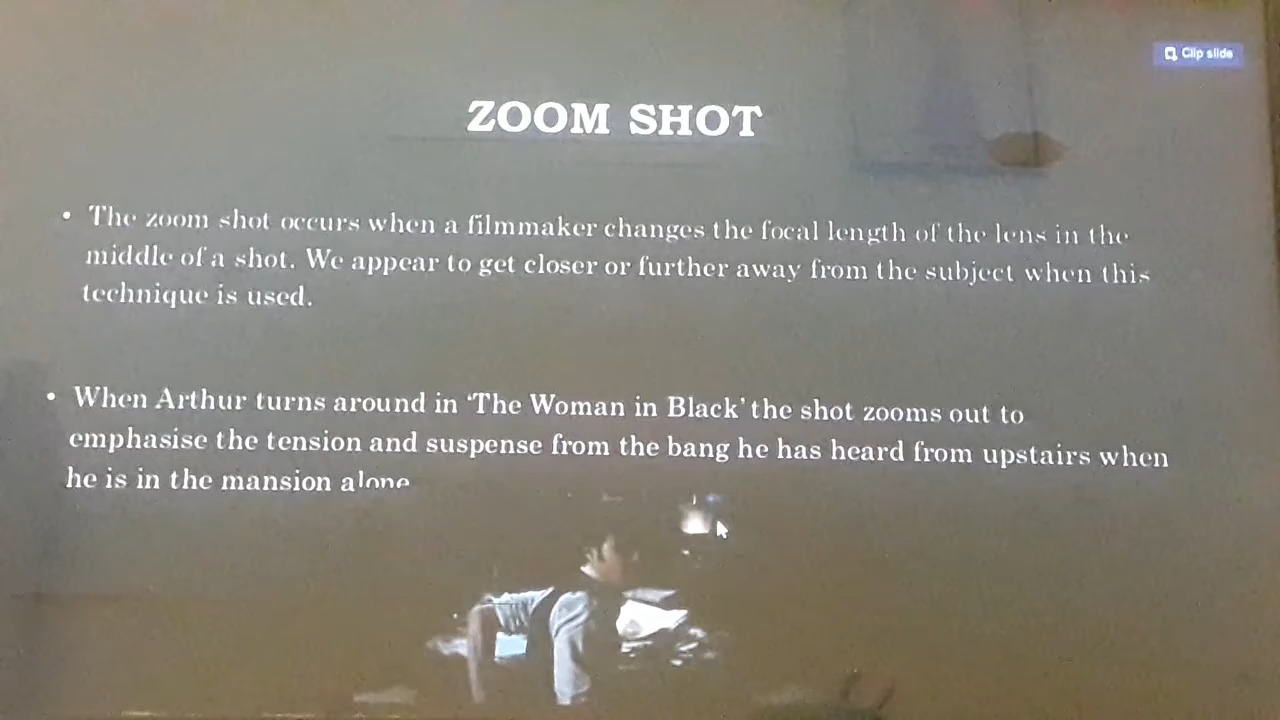 Clip slide
ZOOM SHOT
• The zoom shot occurs when a filmmaker changes the focal length of the lens in the
middle of a shot. We appear to get closer or further away from the subject when this
technique is used.
• When Arthur turns around in ‘The Woman in Black’ the shot zooms out to
emphasise the tension and suspense from the bang he has heard from upstairs when
he is in the mansion alone